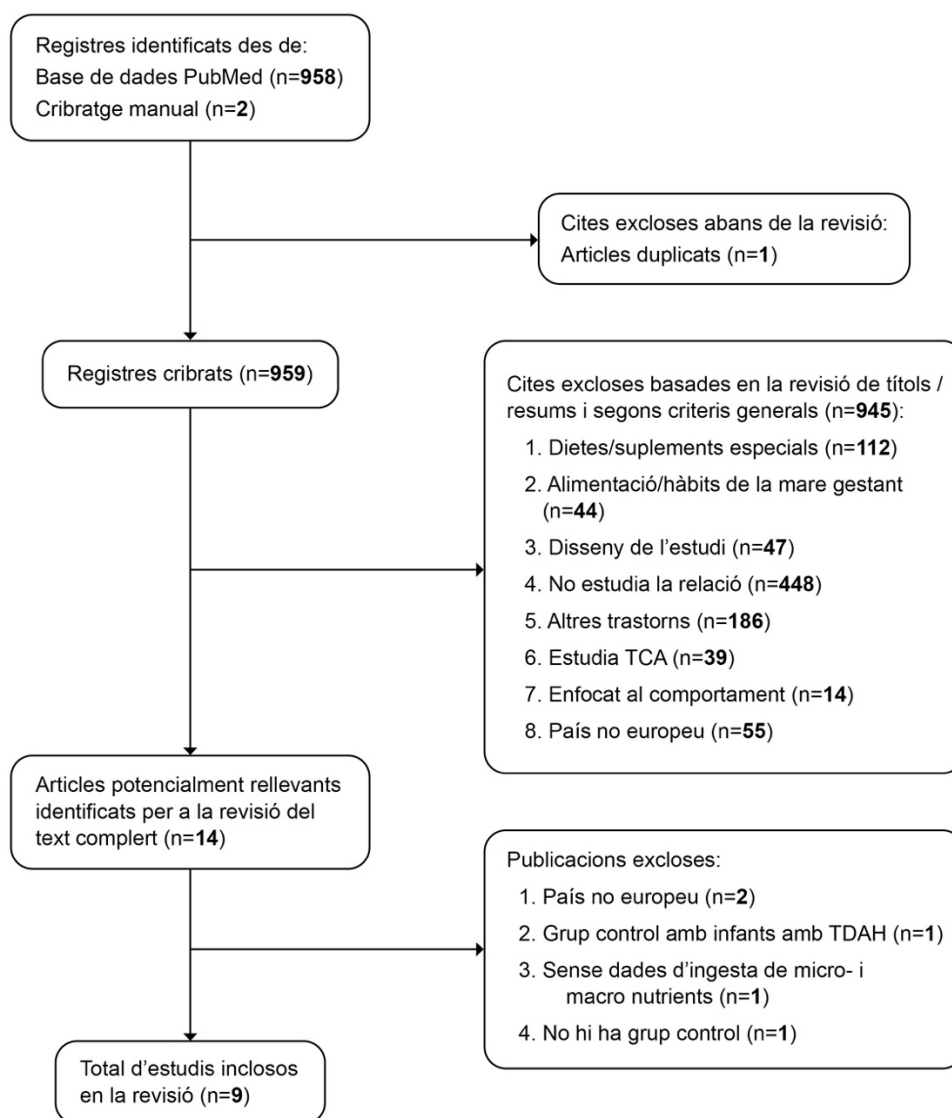 Registres identificats des de:
Base de dades PubMed (n=958)
Cribratge manual (n=2)
Cites excloses abans de la revisió:
Articles duplicats (n=1)
Registres cribrats (n=959)
Cites excloses basades en la revisió de títols /
resums i segons criteris generals (n=945):
1. Dietes/suplements especials (n=112)
2. Alimentació/hàbits de la mare gestant
(n=44)
3. Disseny de l’estudi (n=47)
4. No estudia la relació (n=448)
5. Altres trastorns (n=186)
6. Estudia TCA (n=39)
7. Enfocat al comportament (n=14)
8. País no europeu (n=55)
Articles potencialment rellevants
identificats per a la revisió del
text complert (n=14)
Publicacions excloses:
1. País no europeu (n=2)
2. Grup control amb infants amb TDAH (n=1)
3. Sense dades d’ingesta de micro- i
macro nutrients (n=1)
4. No hi ha grup control (n=1)
Total d’estudis inclosos
en la revisió (n=9)